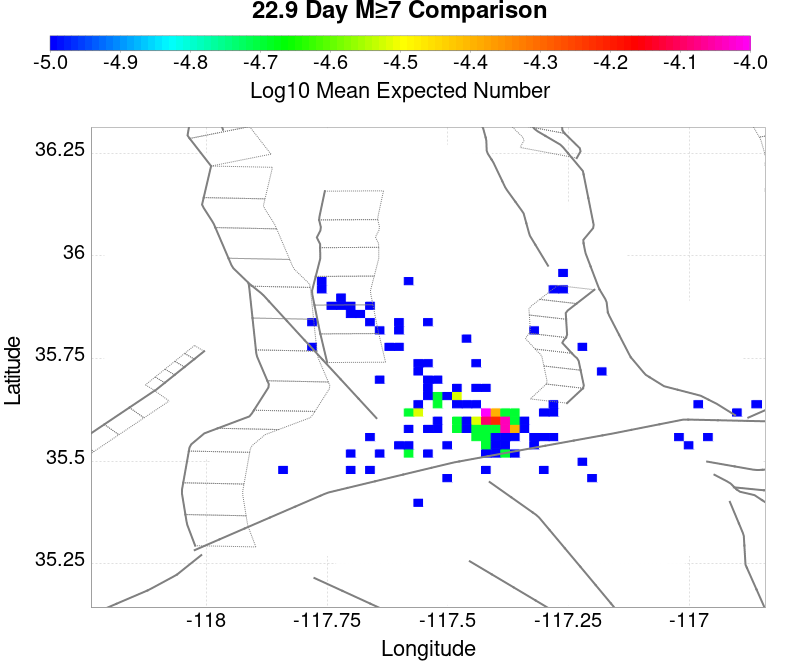 22.9 Day M≥7 Comparison
-5.0 -4.9 -4.8 -4.7 -4.6 -4.5 -4.4 -4.3 -4.2 -4.1 -4.0
Log10 Mean Expected Number
36.25
36
35.75
35.5
35.25
Latitude
-118 -117.75 -117.5 -117.25 -117
Longitude